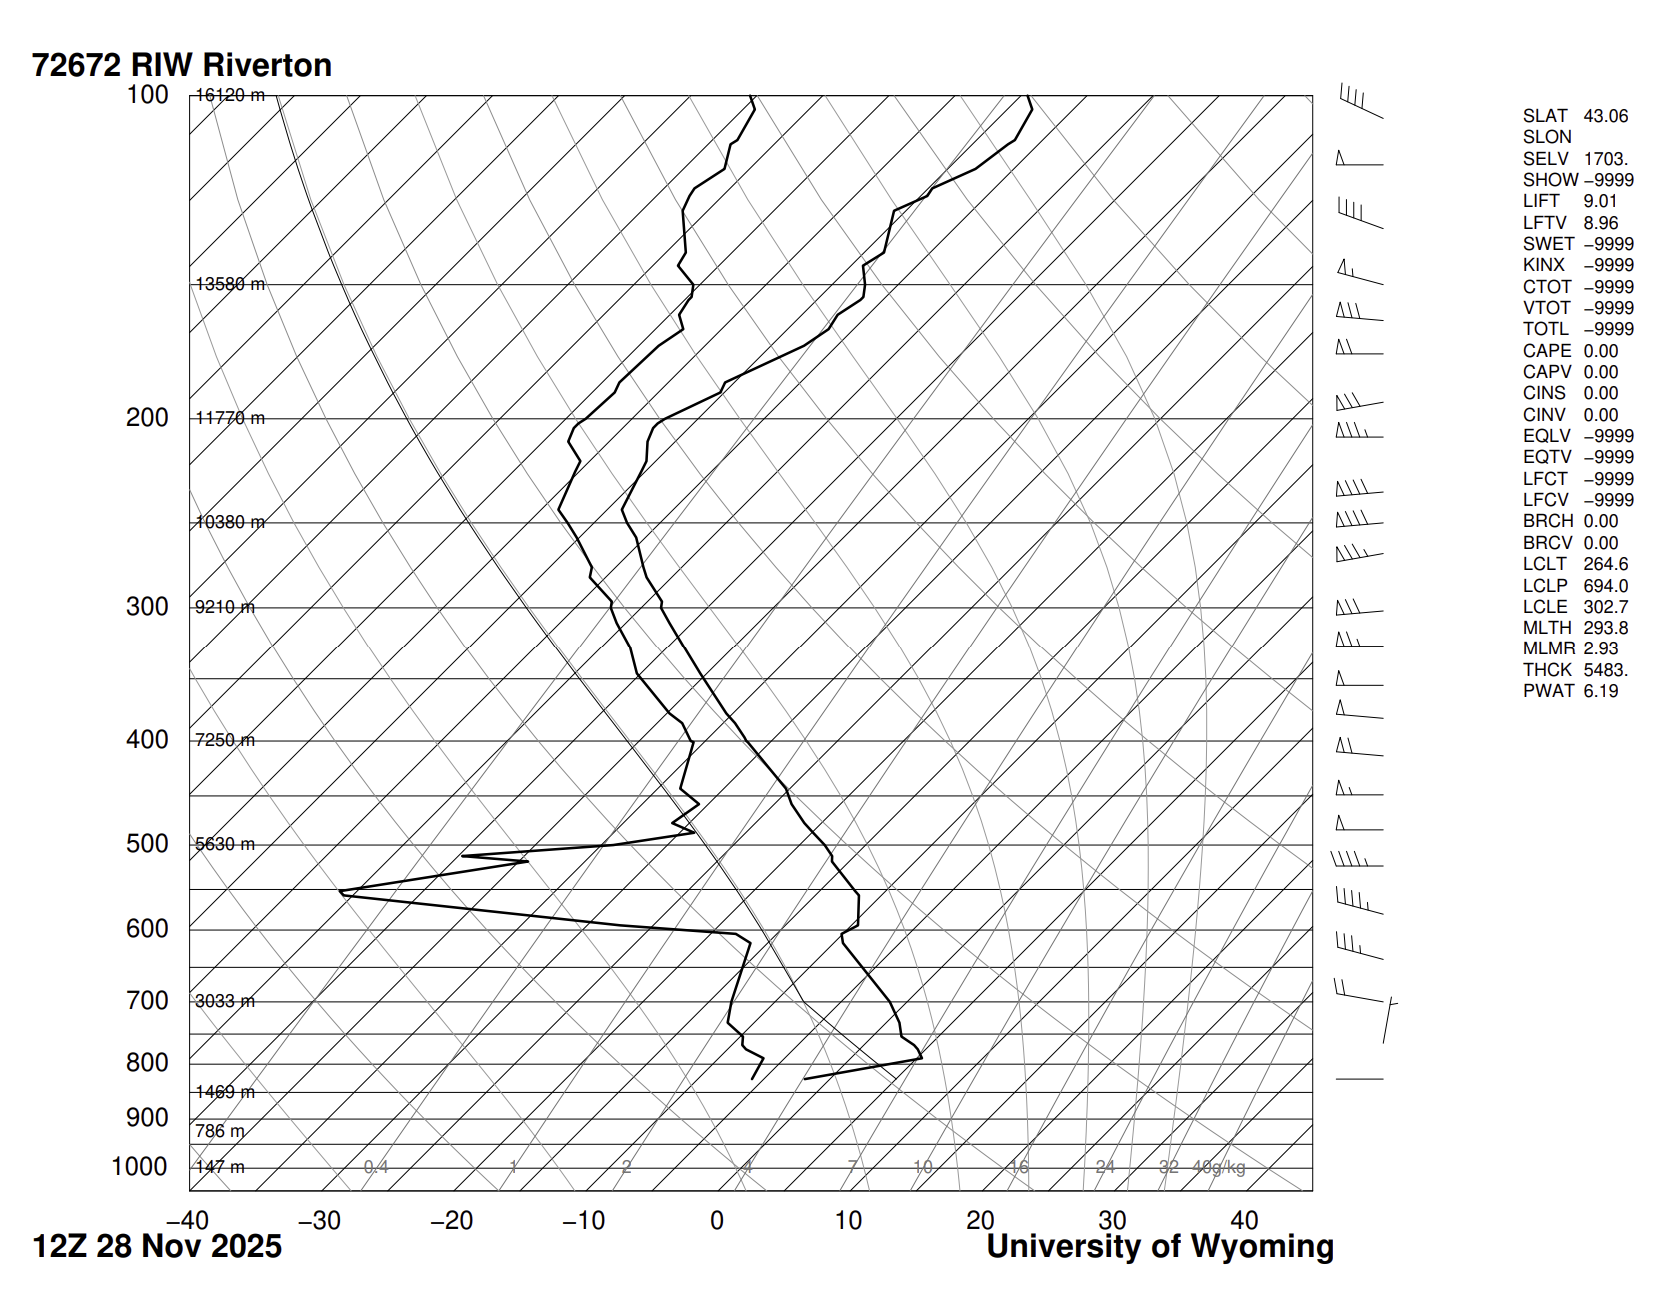 72672 RIW Riverton
100
16120 m
13580 m
200
11770 m
10380 m
300
9210 m
400
7250 m
500
5630 m
600
700
3033 m
800
1469 m
900
786 m
1000
147 m
0.4 1 2 4 7 10 16 24 32 40g/kg
−40 −30 −20 −10 0 10 20 30 40
12Z 28 Nov 2025
University of Wyoming
SLAT 43.06
SLON
SELV 1703.
SHOW −9999
LIFT 9.01
LFTV 8.96
SWET −9999
KINX −9999
CTOT −9999
VTOT −9999
TOTL −9999
CAPE 0.00
CAPV 0.00
CINS 0.00
CINV 0.00
EQLV −9999
EQTV −9999
LFCT −9999
LFCV −9999
BRCH 0.00
BRCV 0.00
LCLT 264.6
LCLP 694.0
LCLE 302.7
MLTH 293.8
MLMR 2.93
THCK 5483.
PWAT 6.19